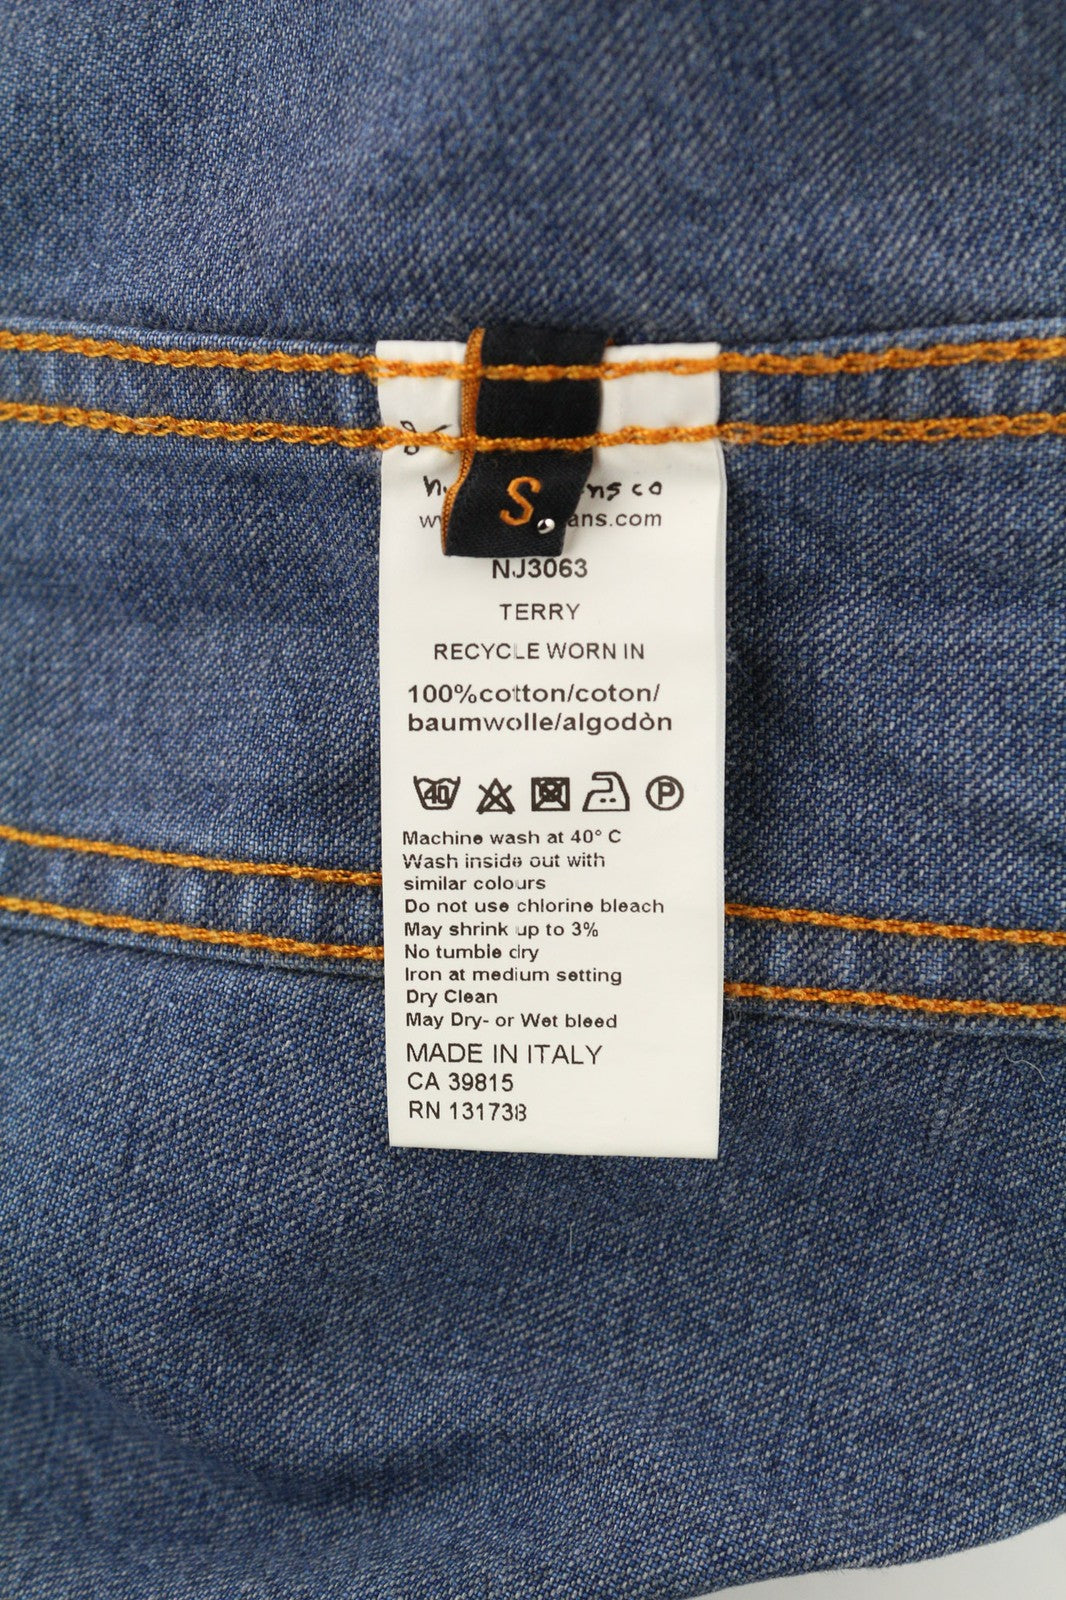 S.
ns co
ans.com
NJ3063
TERRY
RECYCLE WORN IN
100%cotton/coton/
baumwolle/algodòn
40 P
Machine wash at 40° C
Wash inside out with
similar colours
Do not use chlorine bleach
May shrink up to 3%
No tumble dry
Iron at medium setting
Dry Clean
May Dry- or Wet bleed
MADE IN ITALY
CA 39815
RN 131738